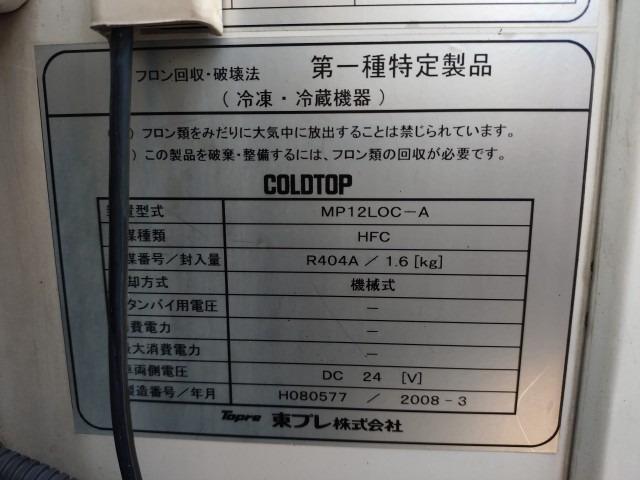 フロン回収・破壊法 第一種特定製品
(冷凍・冷蔵機器)
) フロン類をみだりに大気中に放出することは禁じられています。
) この製品を破棄・整備するには、フロン類の回収が必要です。
COLDTOP
置型式 MP12LOC-A
媒種類 HFC
媒番号/封入量 R404A / 1.6 [kg]
却方式 機械式
タンバイ用電圧 —
費電力 —
最大消費電力 —
車両側電圧 DC 24 [V]
製造番号/年月 H080577 / 2008-3
Topre 東プレ株式会社